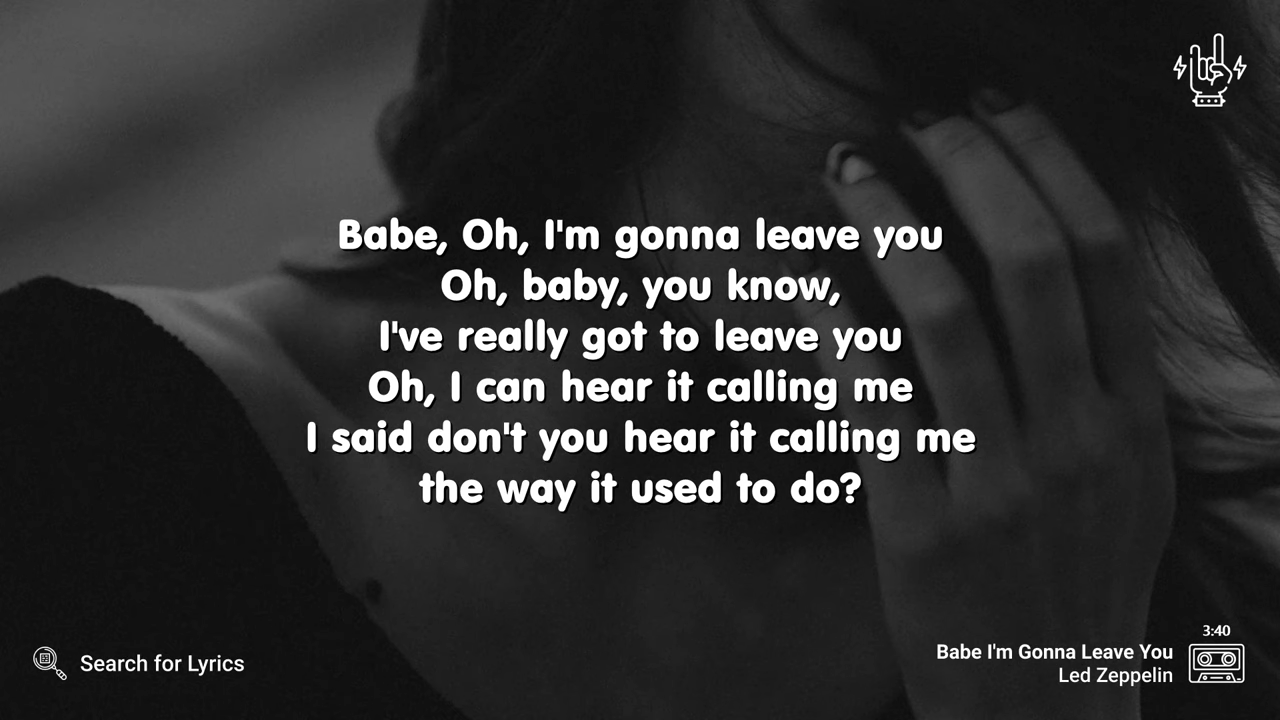 Babe, Oh, I'm gonna leave you
Oh, baby, you know,
I've really got to leave you
Oh, I can hear it calling me
I said don't you hear it calling me
the way it used to do?
Search for Lyrics
3:40
Babe I'm Gonna Leave You
Led Zeppelin